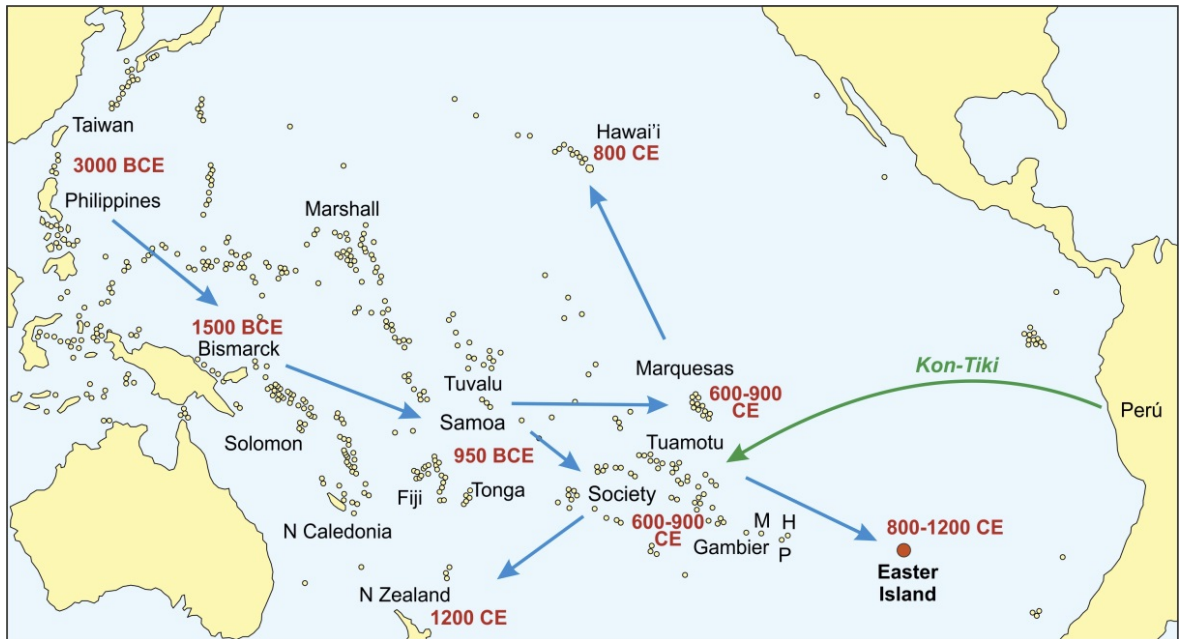 Taiwan
3000 BCE
Philippines
Hawai'i
800 CE
Marshall
1500 BCE
Bismarck
Kon-Tiki
Marquesas
600-900
CE
Perú
Tuvalu
Samoa
Solomon
950 BCE
Tuamotu
Fiji
Tonga
Society
N Caledonia
600-900
CE
M H
P
Gambier
800-1200 CE
Easter
Island
N Zealand
1200 CE